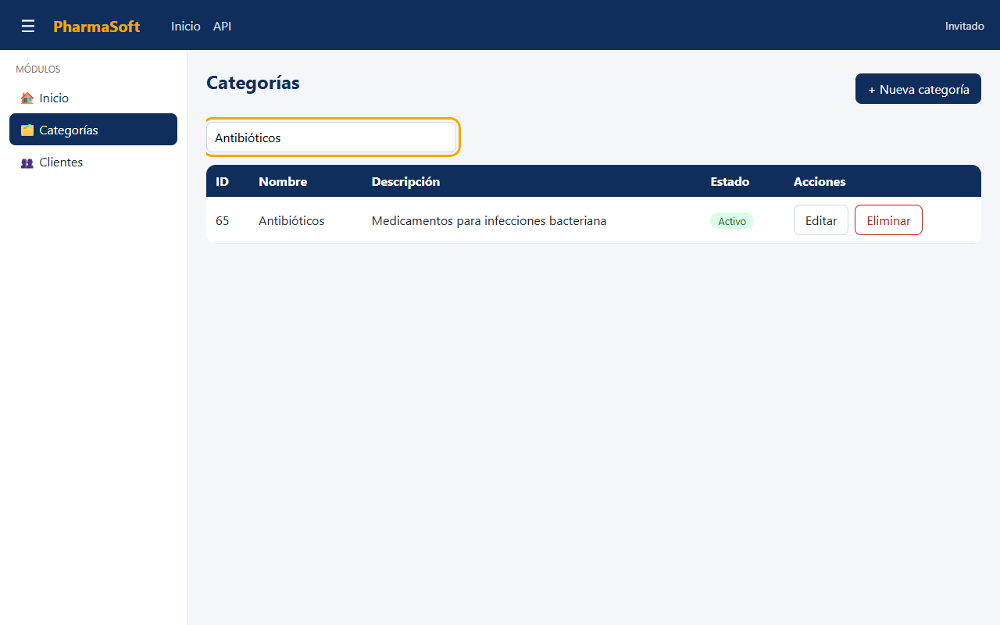 ☰ PharmaSoft Inicio API Invitado
MÓDULOS
Inicio
Categorías
Clientes
Categorías
+ Nueva categoría
Antibióticos
ID Nombre Descripción Estado Acciones
65 Antibióticos Medicamentos para infecciones bacteriana Activo Editar Eliminar